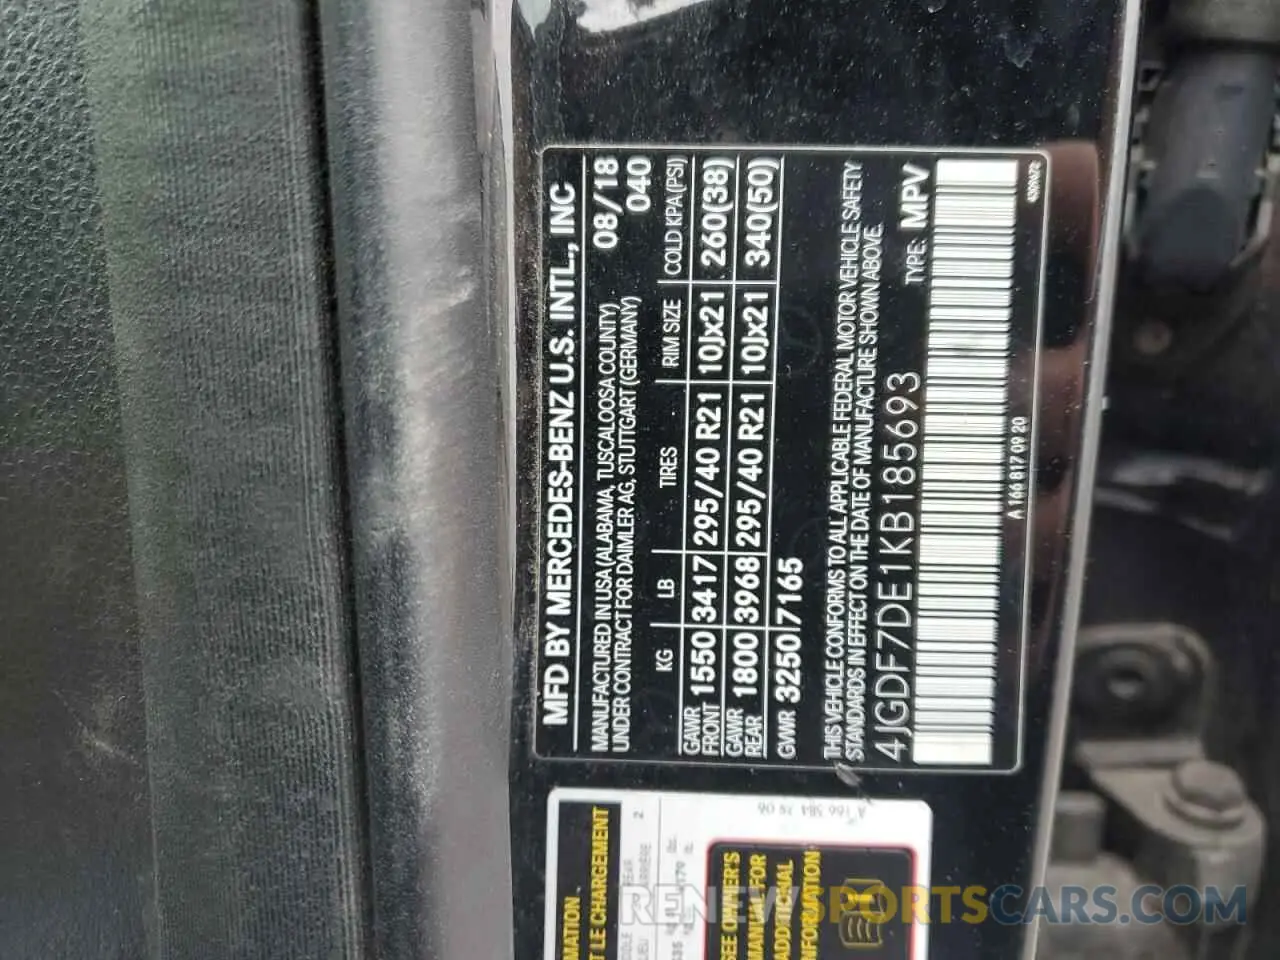 MFD BY MERCEDES-BENZ U.S. INTL., INC
MANUFACTURED IN USA (ALABAMA, TUSCALOOSA COUNTY) 08/18
UNDER CONTRACT FOR DAIMLER AG, STUTTGART (GERMANY) 040
KG LB TIRES RIM SIZE COLD KPA (PSI)
GAWR FRONT 1550 3417 295/40 R21 10Jx21 260(38)
GAWR REAR 1800 3968 295/40 R21 10Jx21 340(50)
GVWR 3250 7165
THIS VEHICLE CONFORMS TO ALL APPLICABLE FEDERAL MOTOR VEHICLE SAFETY
STANDARDS IN EFFECT ON THE DATE OF MANUFACTURE SHOWN ABOVE.
4JGDF7DE1KB185693 TYPE: MPV
A 166 817 09 20
T LE CHARGEMENT
SEE OWNER'S
MANUAL FOR
ADDITIONAL
INFORMATION
RENEWSPORTSCARS.COM